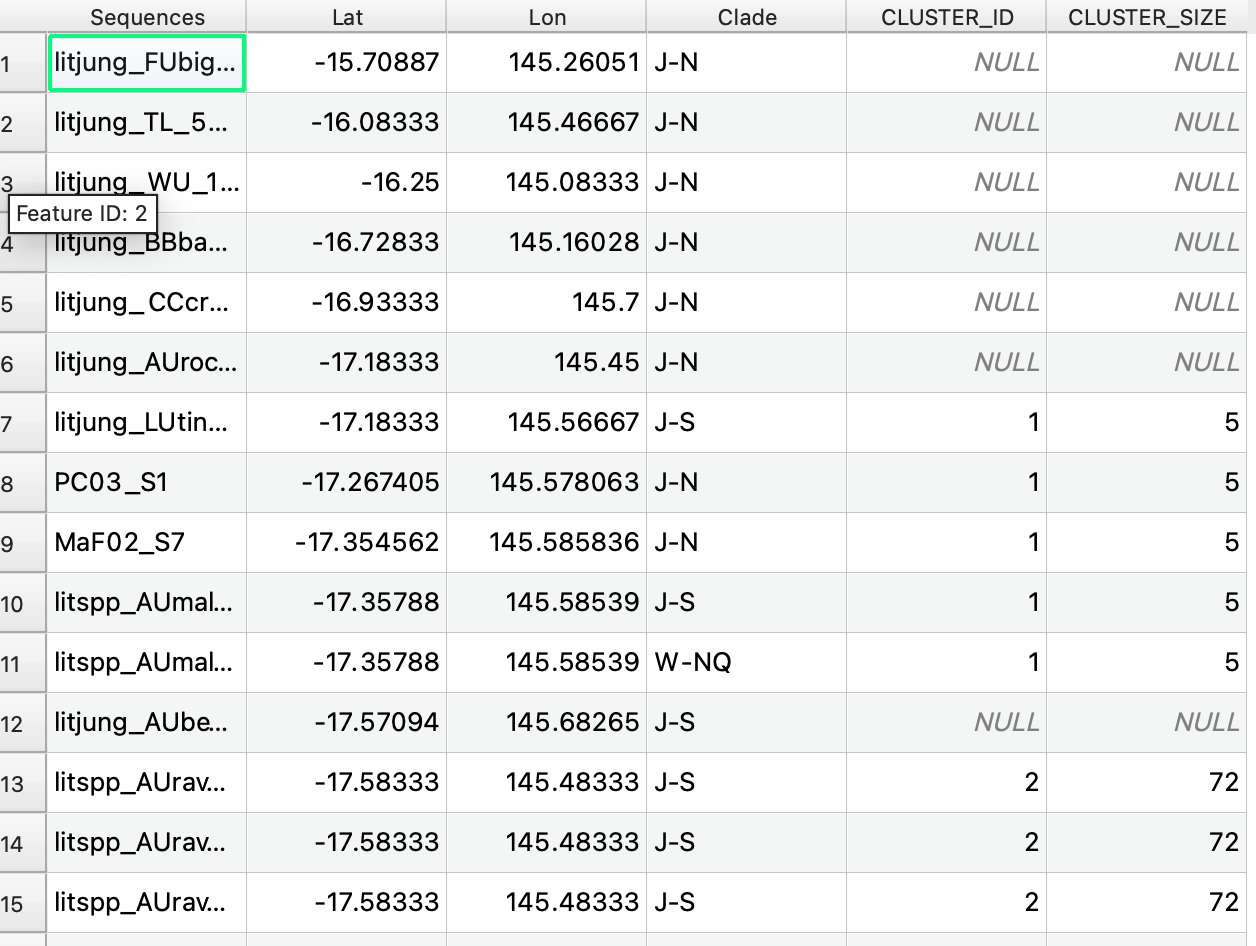 Sequences Lat Lon Clade CLUSTER_ID CLUSTER_SIZE
1 litjung_FUbig... -15.70887 145.26051 J-N NULL NULL
2 litjung_TL_5... -16.08333 145.46667 J-N NULL NULL
3 litjung_WU_1... -16.25 145.08333 J-N NULL NULL
Feature ID: 2
4 litjung_BBba... -16.72833 145.16028 J-N NULL NULL
5 litjung_CCcr... -16.93333 145.7 J-N NULL NULL
6 litjung_AUroc... -17.18333 145.45 J-N NULL NULL
7 litjung_LUtin... -17.18333 145.56667 J-S 1 5
8 PC03_S1 -17.267405 145.578063 J-N 1 5
9 MaF02_S7 -17.354562 145.585836 J-N 1 5
10 litspp_AUmal... -17.35788 145.58539 J-S 1 5
11 litspp_AUmal... -17.35788 145.58539 W-NQ 1 5
12 litjung_AUbe... -17.57094 145.68265 J-S NULL NULL
13 litspp_AUrav... -17.58333 145.48333 J-S 2 72
14 litspp_AUrav... -17.58333 145.48333 J-S 2 72
15 litspp_AUrav... -17.58333 145.48333 J-S 2 72